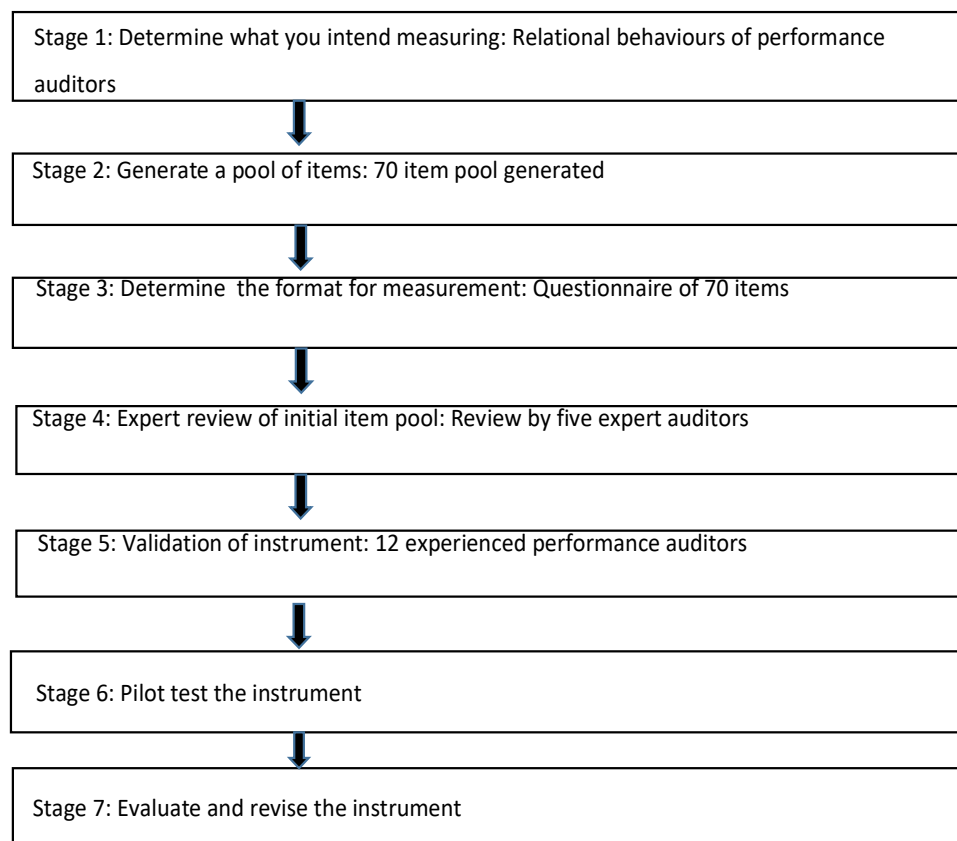 Stage 1: Determine what you intend measuring: Relational behaviours of performance
auditors
Stage 2: Generate a pool of items: 70 item pool generated
Stage 3: Determine the format for measurement: Questionnaire of 70 items
Stage 4: Expert review of initial item pool: Review by five expert auditors
Stage 5: Validation of instrument: 12 experienced performance auditors
Stage 6: Pilot test the instrument
Stage 7: Evaluate and revise the instrument